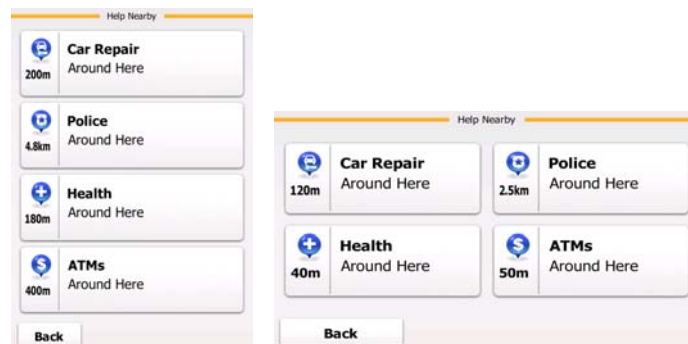 Help Nearby
Car Repair
200m
Around Here
Police
4.8km
Around Here
Health
180m
Around Here
ATMs
400m
Around Here
Back
Help Nearby
Car Repair
120m
Around Here
Police
2.5km
Around Here
Health
40m
Around Here
ATMs
50m
Around Here
Back